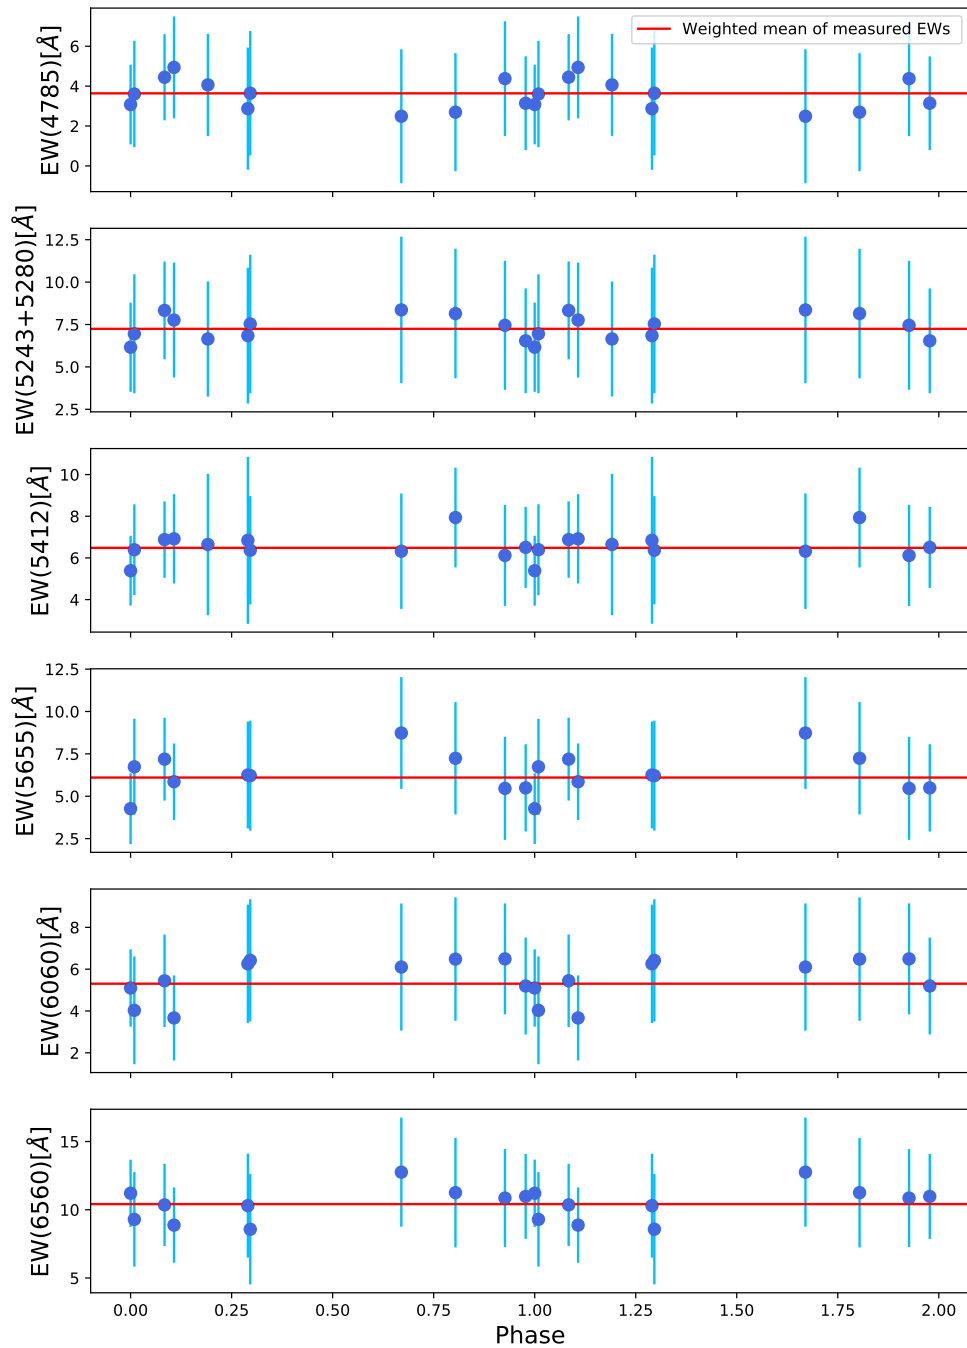 Weighted mean of measured EWs
EW(4785)[Å]
6
4
2
0
EW(5243+5280)[Å]
12.5
10.0
7.5
5.0
2.5
EW(5412)[Å]
10
8
6
4
EW(5655)[Å]
12.5
10.0
7.5
5.0
2.5
EW(6060)[Å]
8
6
4
2
EW(6560)[Å]
15
10
5
0.00 0.25 0.50 0.75 1.00 1.25 1.50 1.75 2.00
Phase